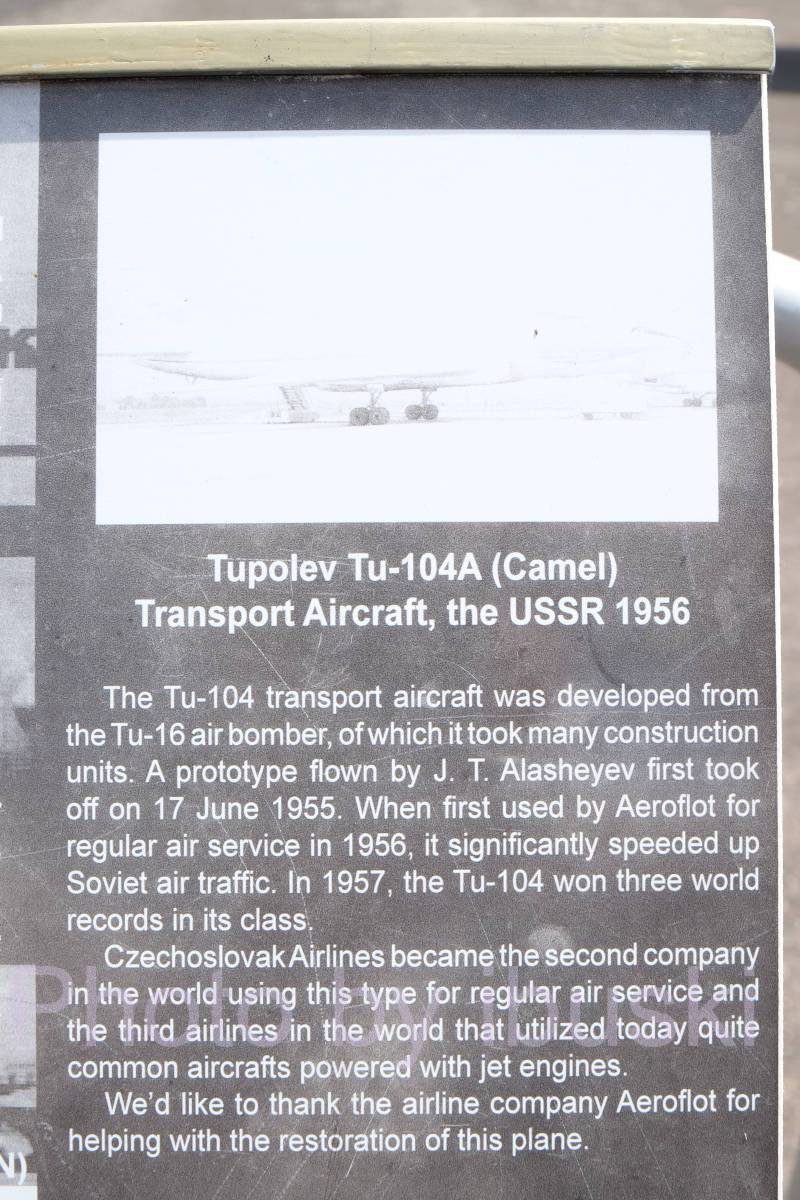 Tupolev Tu-104A (Camel)
Transport Aircraft, the USSR 1956
The Tu-104 transport aircraft was developed from
the Tu-16 air bomber, of which it took many construction
units. A prototype flown by J. T. Alasheyev first took
off on 17 June 1955. When first used by Aeroflot for
regular air service in 1956, it significantly speeded up
Soviet air traffic. In 1957, the Tu-104 won three world
records in its class.
Czechoslovak Airlines became the second company
in the world using this type for regular air service and
the third airlines in the world that utilized today quite
common aircrafts powered with jet engines.
We'd like to thank the airline company Aeroflot for
helping with the restoration of this plane.
Photo by ibuski
N)